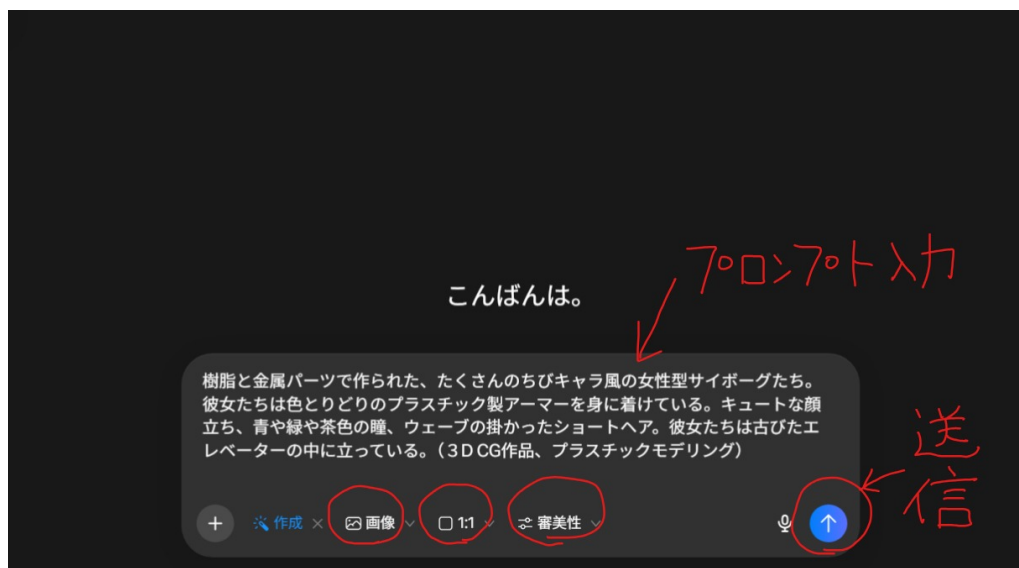 プロンプト入力
こんばんは。
樹脂と金属パーツで作られた、たくさんのちびキャラ風の女性型サイボーグたち。
彼女たちは色とりどりのプラスチック製アーマーを身に着けている。キュートな顔
立ち、青や緑や茶色の瞳、ウェーブの掛かったショートヘア。彼女たちは古びたエ
レベーターの中に立っている。（３ＤCG作品、プラスチックモデリング）
送信
作成 画像 1:1 審美性